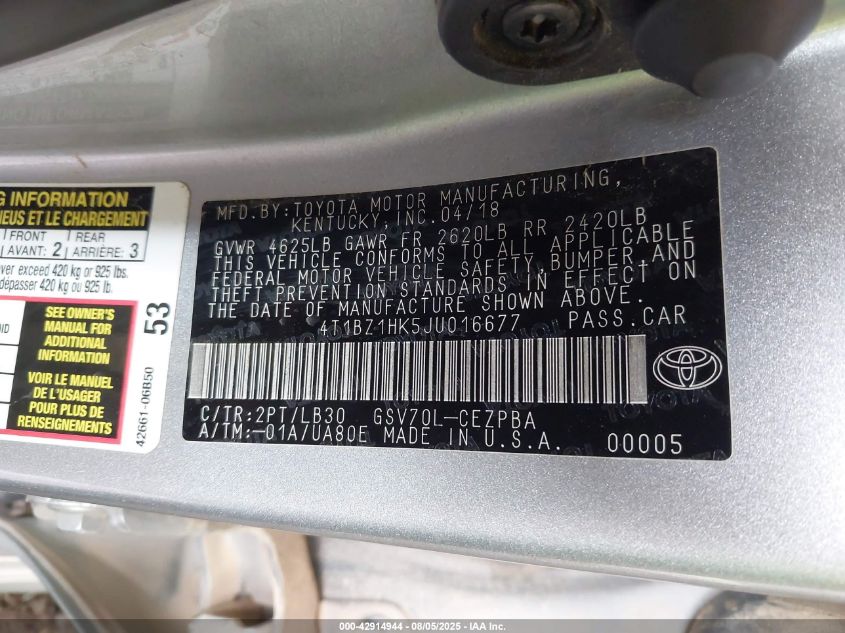 G INFORMATION
NEUS ET LE CHARGEMENT
FRONT REAR
AVANT: 2 ARRIÈRE: 3
ver exceed 420 kg or 925 lbs.
dépasser 420 kg ou 925 lb.
SEE OWNER'S
MANUAL FOR
ADDITIONAL
INFORMATION
VOIR LE MANUEL
DE L'USAGER
POUR PLUS DE
RENSEIGNEMENTS
53
42661-06B50
MFD.BY:TOYOTA MOTOR MANUFACTURING,
KENTUCKY,INC.04/18
GVWR 4625LB GAWR FR 2620LB RR 2420LB
THIS VEHICLE CONFORMS TO ALL APPLICABLE
FEDERAL MOTOR VEHICLE SAFETY,BUMPER,AND
THEFT PREVENTION STANDARDS IN EFFECT ON
THE DATE OF MANUFACTURE SHOWN ABOVE.
4T1BZ1HK5JU016677 PASS.CAR
C/TR:2PT/LB30 GSV70L-CEZPBA
A/TM:-01A/UA80E MADE IN U.S.A. 00005
000-42914944 - 08/05/2025 - IAA Inc.